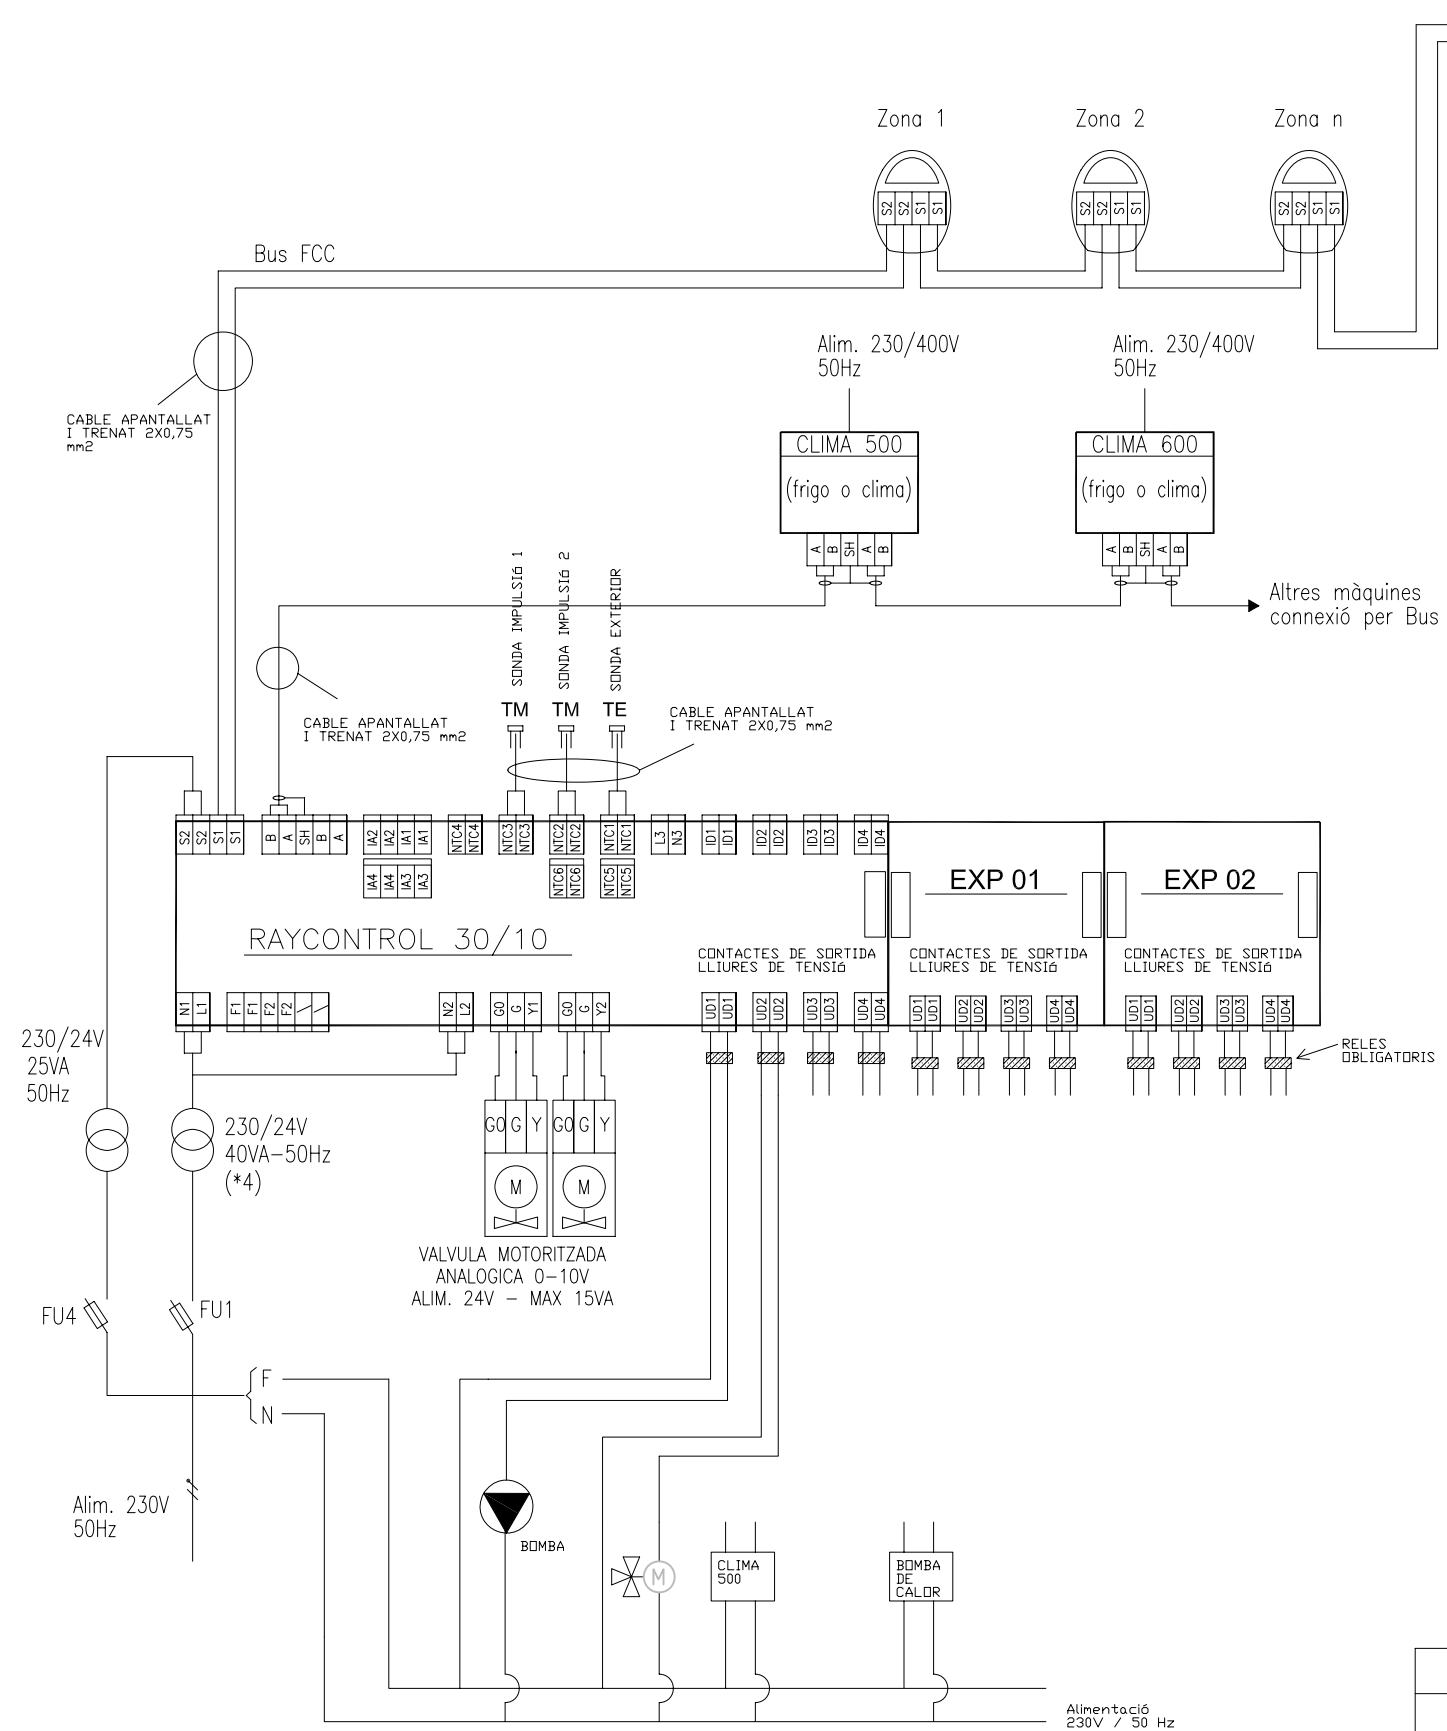 Zona 1
Zona 2
Zona n
S2 S2 S1 S1
S2 S2 S1 S1
S2 S2 S1 S1
Bus FCC
Alim. 230/400V
50Hz
Alim. 230/400V
50Hz
CABLE APANTALLAT
I TRENAT 2X0,75
mm2
CLIMA 500
(frigo o clima)
A B SH A B
CLIMA 600
(frigo o clima)
A B SH A B
Altres màquines
connexió per Bus
SONDA IMPULSIó 1
SONDA IMPULSIó 2
SONDA EXTERIOR
TM
TM
TE
CABLE APANTALLAT
I TRENAT 2X0,75 mm2
CABLE APANTALLAT
I TRENAT 2X0,75 mm2
S2 S2 S1 S1
B A SH B A
IA2 IA2 IA1 IA1
NTC4 NTC4
NTC3 NTC3
NTC2 NTC2
NTC1 NTC1
L3 N3
ID1 ID1
ID2 ID2
ID3 ID3
ID4 ID4
IA4 IA4 IA3 IA3
NTC6 NTC6
NTC5 NTC5
EXP 01
EXP 02
RAYCONTROL 30/10
CONTACTES DE SORTIDA
LLIURES DE TENSIó
CONTACTES DE SORTIDA
LLIURES DE TENSIó
CONTACTES DE SORTIDA
LLIURES DE TENSIó
N1 L1
F1 F1 F2 F2
N2 L2
G0 G Y1
G0 G Y2
UD1 UD1
UD2 UD2
UD3 UD3
UD4 UD4
UD1 UD1
UD2 UD2
UD3 UD3
UD4 UD4
UD1 UD1
UD2 UD2
UD3 UD3
UD4 UD4
RELES
OBLIGATORIS
230/24V
25VA
50Hz
230/24V
40VA-50Hz
(*4)
G0 G Y
G0 G Y
M
M
VALVULA MOTORITZADA
ANALOGICA 0-10V
ALIM. 24V - MAX 15VA
FU4
FU1
F
N
Alim. 230V
50Hz
BOMBA
M
CLIMA
500
BOMBA
DE
CALOR
Alimentació
230V / 50 Hz